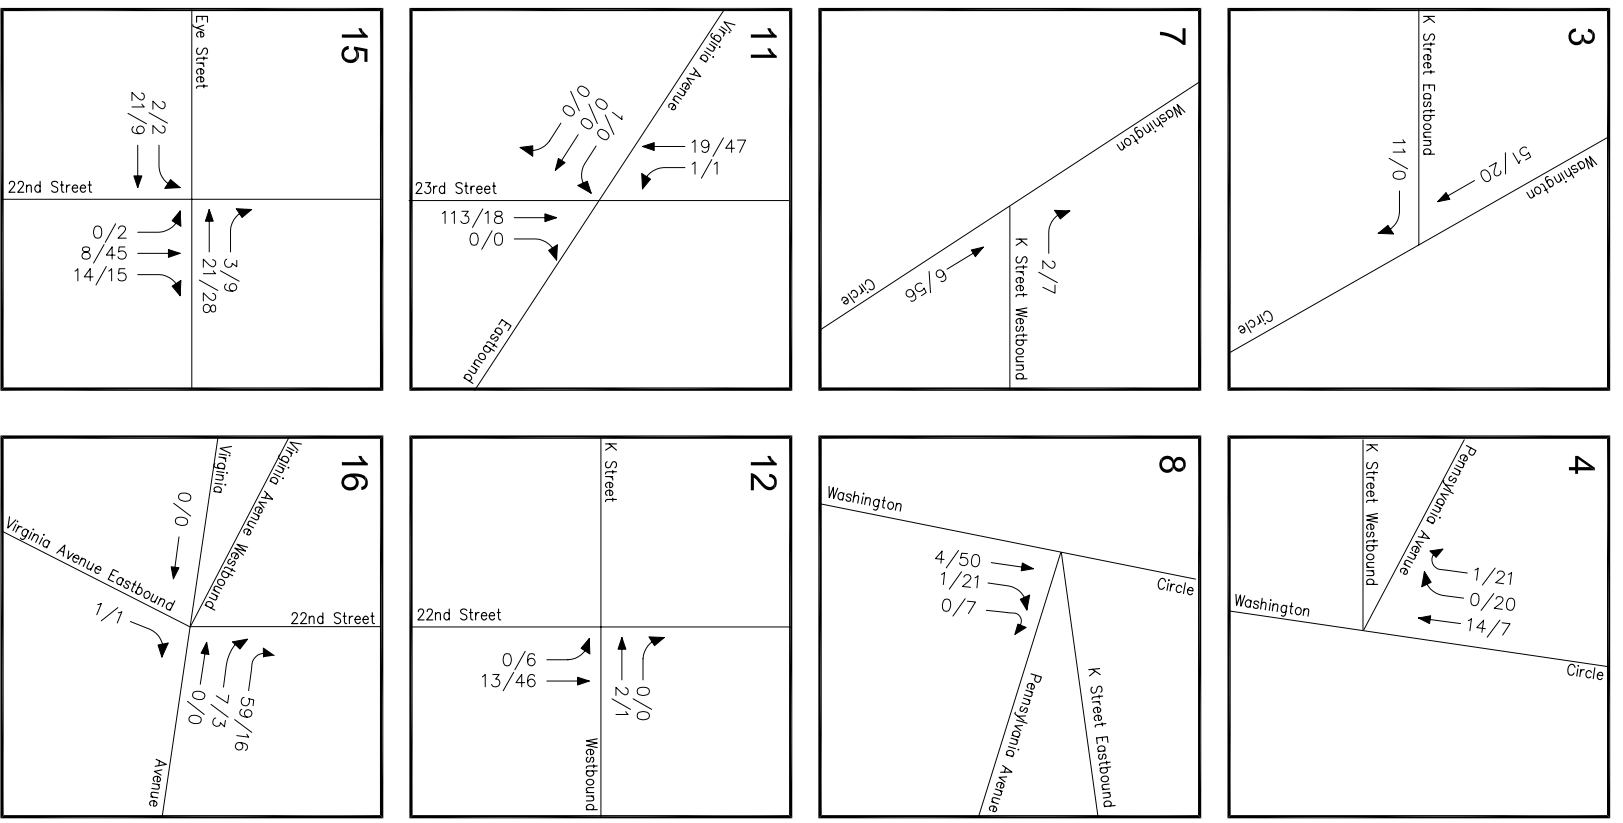 15
Eye Street
2/2
21/9
22nd Street
0/2
8/45
14/15
3/9
21/28
11
Virginia Avenue
1/0
0/0
0/0
19/47
1/1
23rd Street
113/18
0/0
Eastbound
7
Washington
Circle
6/56
2/7
K Street Westbound
3
K Street Eastbound
11/0
51/20
Washington
Circle
16
Virginia
Virginia Avenue Westbound
0/0
Virginia Avenue Eastbound
1/1
22nd Street
59/16
7/3
0/0
Avenue
12
K Street
22nd Street
0/6
13/46
0/0
2/1
Westbound
8
Washington
Circle
4/50
1/21
0/7
Pennsylvania Avenue
K Street Eastbound
4
K Street Westbound
Pennsylvania Avenue
1/21
0/20
14/7
Washington
Circle